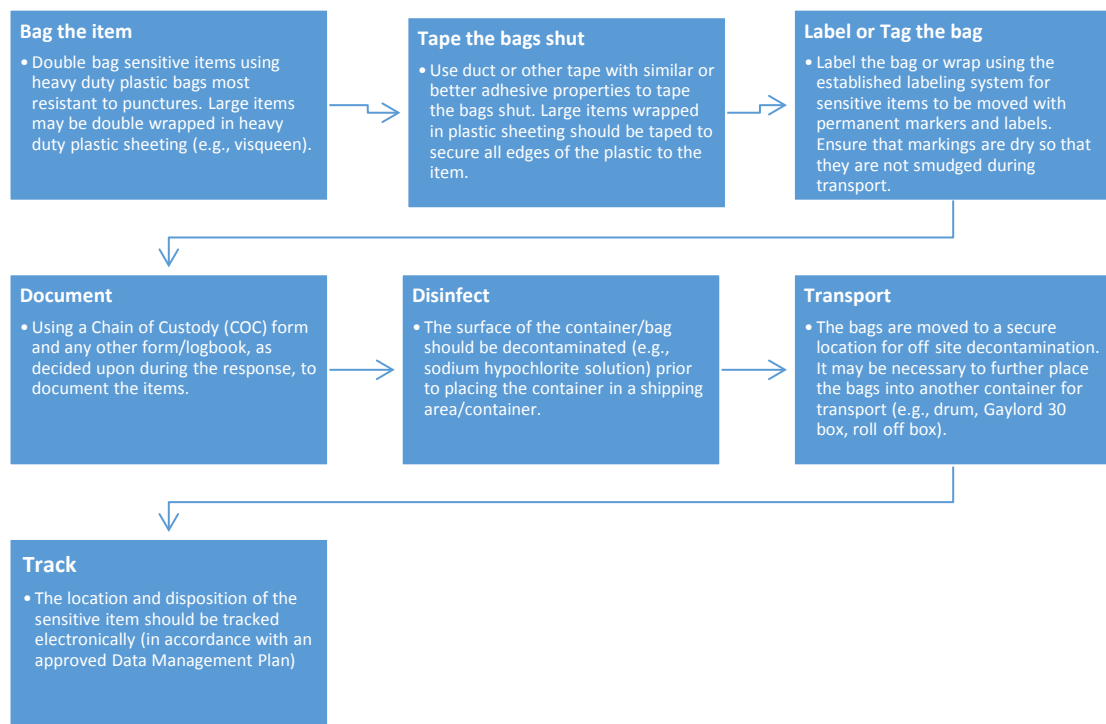 Bag the item
• Double bag sensitive items using
heavy duty plastic bags most
resistant to punctures. Large items
may be double wrapped in heavy
duty plastic sheeting (e.g., visqueen).
Tape the bags shut
• Use duct or other tape with similar or
better adhesive properties to tape
the bags shut. Large items wrapped
in plastic sheeting should be taped to
secure all edges of the plastic to the
item.
Label or Tag the bag
• Label the bag or wrap using the
established labeling system for
sensitive items to be moved with
permanent markers and labels.
Ensure that markings are dry so that
they are not smudged during
transport.
Document
• Using a Chain of Custody (COC) form
and any other form/logbook, as
decided upon during the response, to
document the items.
Disinfect
• The surface of the container/bag
should be decontaminated (e.g.,
sodium hypochlorite solution) prior
to placing the container in a shipping
area/container.
Transport
• The bags are moved to a secure
location for off site decontamination.
It may be necessary to further place
the bags into another container for
transport (e.g., drum, Gaylord 30
box, roll off box).
Track
• The location and disposition of the
sensitive item should be tracked
electronically (in accordance with an
approved Data Management Plan)